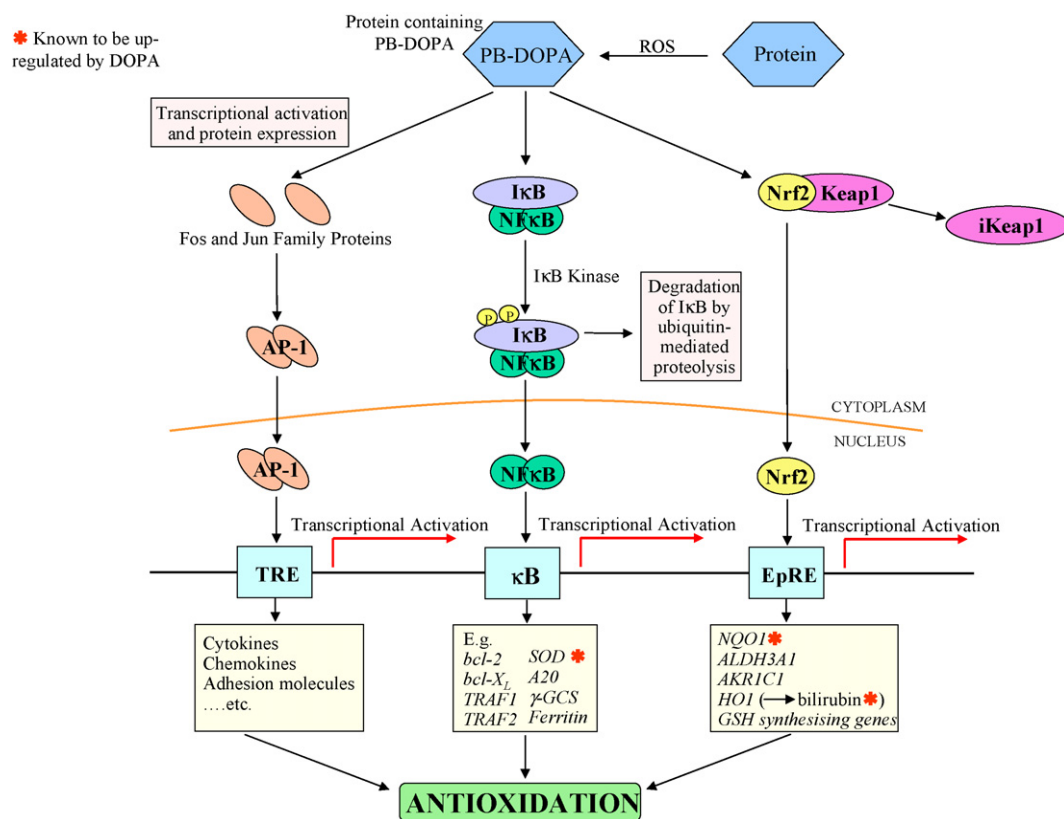 ✱ Known to be up-
regulated by DOPA
Protein containing
PB-DOPA
PB-DOPA
ROS
Protein
Transcriptional activation
and protein expression
Fos and Jun Family Proteins
IκB
NFκB
Nrf2 Keap1
iKeap1
IκB Kinase
P P
IκB
NFκB
Degradation
of IκB by
ubiquitin-
mediated
proteolysis
AP-1
CYTOPLASM
NUCLEUS
AP-1
NFκB
Nrf2
Transcriptional Activation
Transcriptional Activation
Transcriptional Activation
TRE
κB
EpRE
Cytokines
Chemokines
Adhesion molecules
….etc.
E.g.
bcl-2 SOD ✱
bcl-XL A20
TRAF1 γ-GCS
TRAF2 Ferritin
NQO1✱
ALDH3A1
AKR1C1
HO1 (→bilirubin✱)
GSH synthesising genes
ANTIOXIDATION